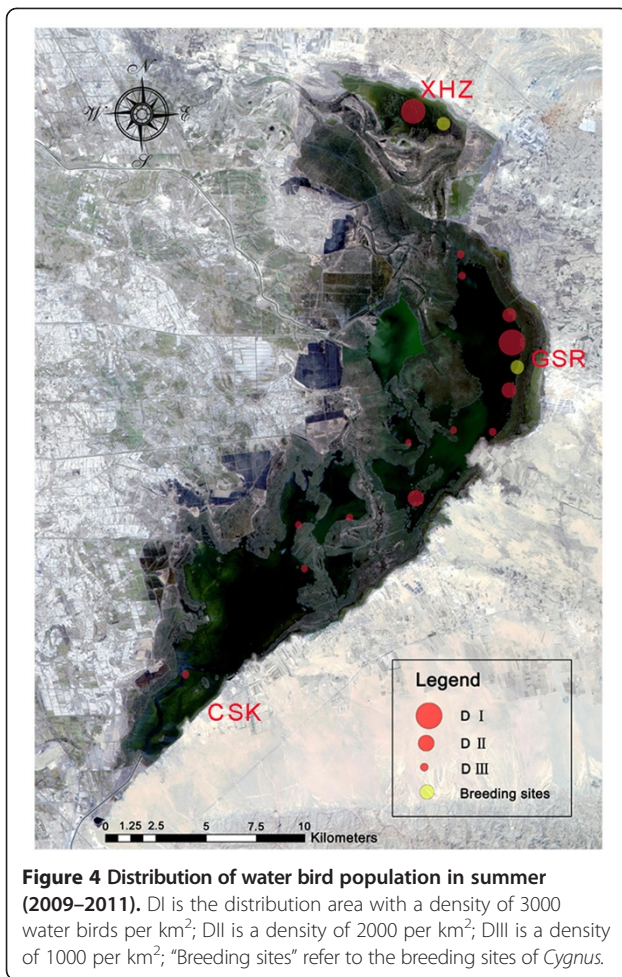 N
W
E
S
XHZ
GSR
CSK
Legend
D Ⅰ
D Ⅱ
D Ⅲ
Breeding sites
0 1.25 2.5 5 7.5 10
Kilometers
Figure 4 Distribution of water bird population in summer
(2009–2011). DI is the distribution area with a density of 3000
water birds per km²; DII is a density of 2000 per km²; DIII is a density
of 1000 per km²; “Breeding sites” refer to the breeding sites of Cygnus.